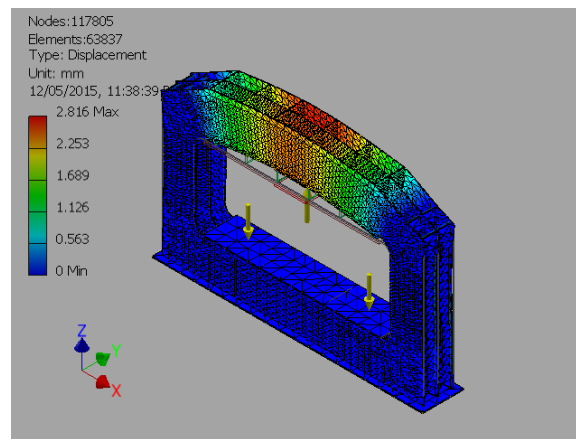 Nodes:117805
Elements:63837
Type: Displacement
Unit: mm
12/05/2015, 11:38:39
2.816 Max
2.253
1.689
1.126
0.563
0 Min
Z
Y
X